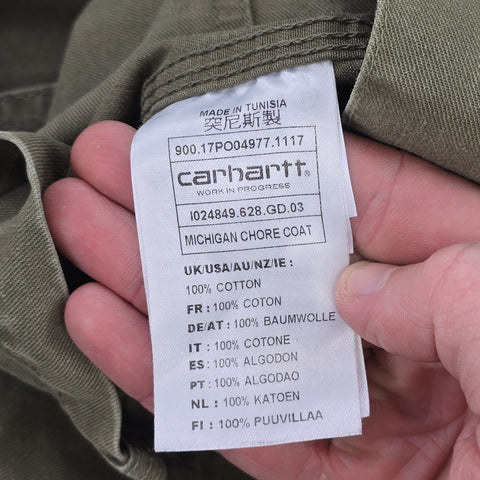 MADE IN TUNISIA
突尼斯製
900.17PO04977.1117
carhartt®
WORK IN PROGRESS
I024849.628.GD.03
MICHIGAN CHORE COAT
UK/USA/AU/NZ/IE :
100% COTTON
FR : 100% COTON
DE/AT : 100% BAUMWOLLE
IT : 100% COTONE
ES : 100% ALGODON
PT : 100% ALGODAO
NL : 100% KATOEN
FI : 100% PUUVILLAA